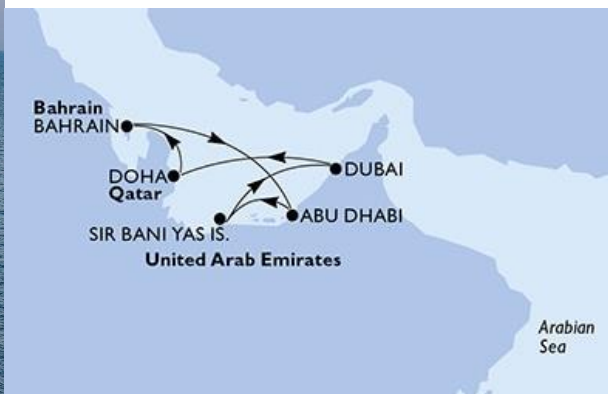 Bahrain
BAHRAIN
DOHA
Qatar
DUBAI
ABU DHABI
SIR BANI YAS IS.
United Arab Emirates
Arabian
Sea